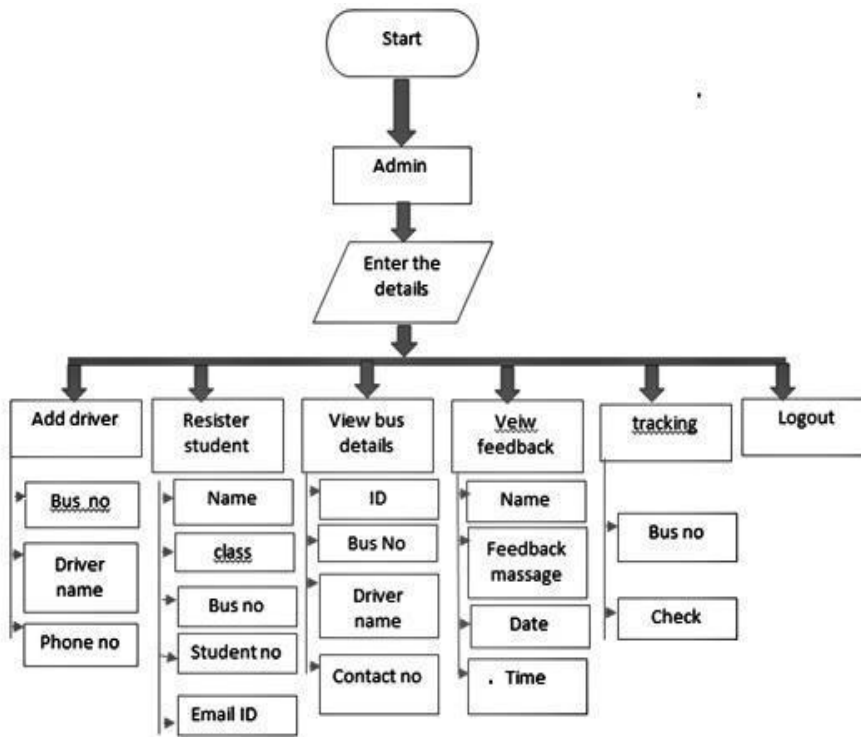 Start
Admin
Enter the
details
Add driver
Bus no
Driver
name
Phone no
Resister
student
Name
class
Bus no
Student no
Email ID
View bus
details
ID
Bus No
Driver
name
Contact no
Veiw
feedback
Name
Feedback
massage
Date
. Time
tracking
Bus no
Check
Logout